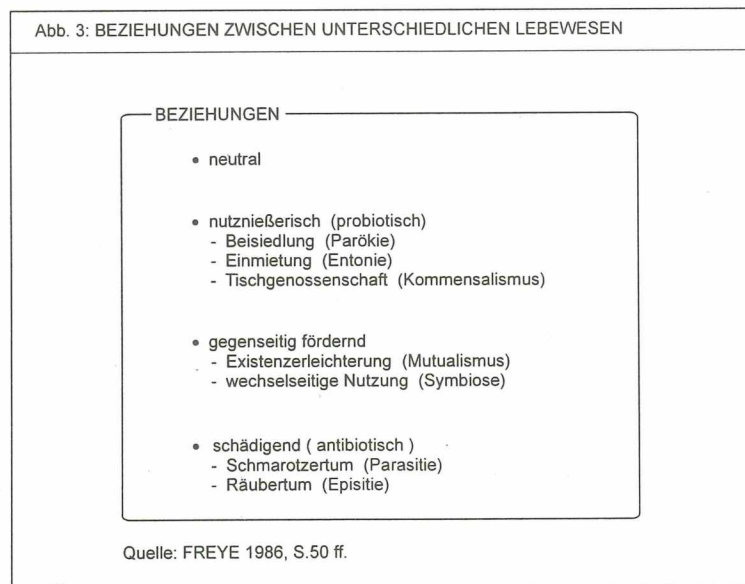 Abb. 3: BEZIEHUNGEN ZWISCHEN UNTERSCHIEDLICHEN LEBEWESEN
BEZIEHUNGEN
• neutral
• nutznießerisch (probiotisch)
- Beisiedlung (Parökie)
- Einmietung (Entonie)
- Tischgenossenschaft (Kommensalismus)
• gegenseitig fördernd
- Existenzerleichterung (Mutualismus)
- wechselseitige Nutzung (Symbiose)
• schädigend ( antibiotisch )
- Schmarotzertum (Parasitie)
- Räubertum (Episitie)
Quelle: FREYE 1986, S.50 ff.